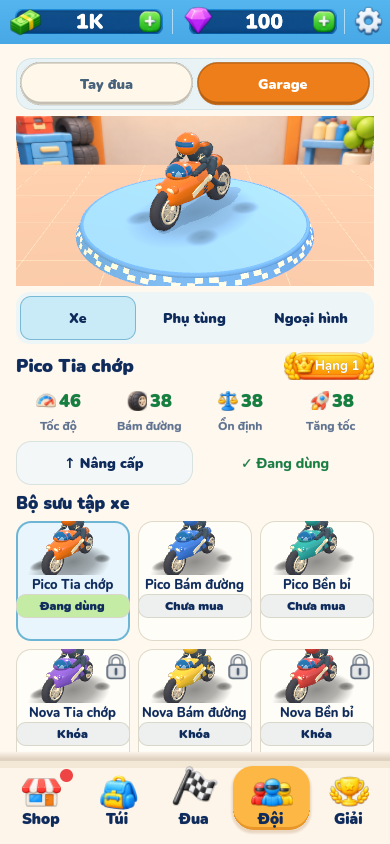 1K
100
Tay đua
Garage
Xe
Phụ tùng
Ngoại hình
Pico Tia chớp
Hạng 1
46
38
38
38
Tốc độ
Bám đường
Ổn định
Tăng tốc
↑ Nâng cấp
✓ Đang dùng
Bộ sưu tập xe
Pico Tia chớp
Pico Bám đường
Pico Bền bỉ
Đang dùng
Chưa mua
Chưa mua
Nova Tia chớp
Nova Bám đường
Nova Bền bỉ
Khóa
Khóa
Khóa
Shop
Túi
Đua
Đội
Giải